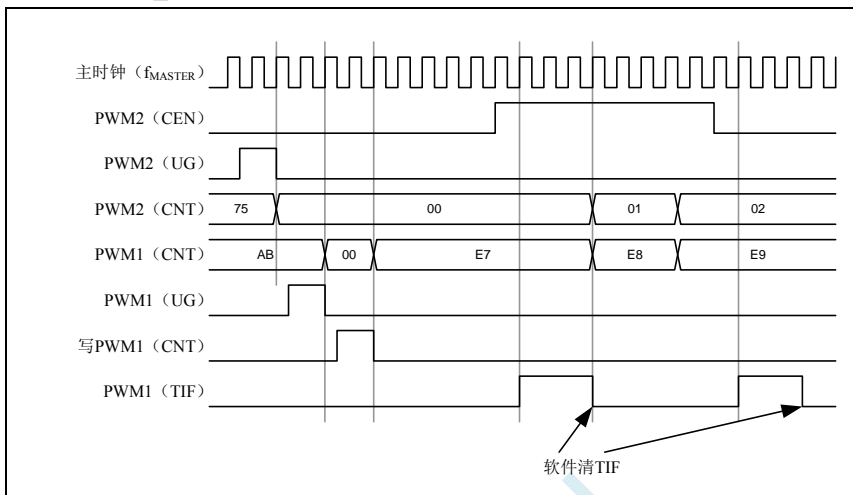 主时钟（fMASTER）
PWM2（CEN）
PWM2（UG）
PWM2（CNT） 75 00 01 02
PWM1（CNT） AB 00 E7 E8 E9
PWM1（UG）
写PWM1（CNT）
PWM1（TIF）
软件清TIF